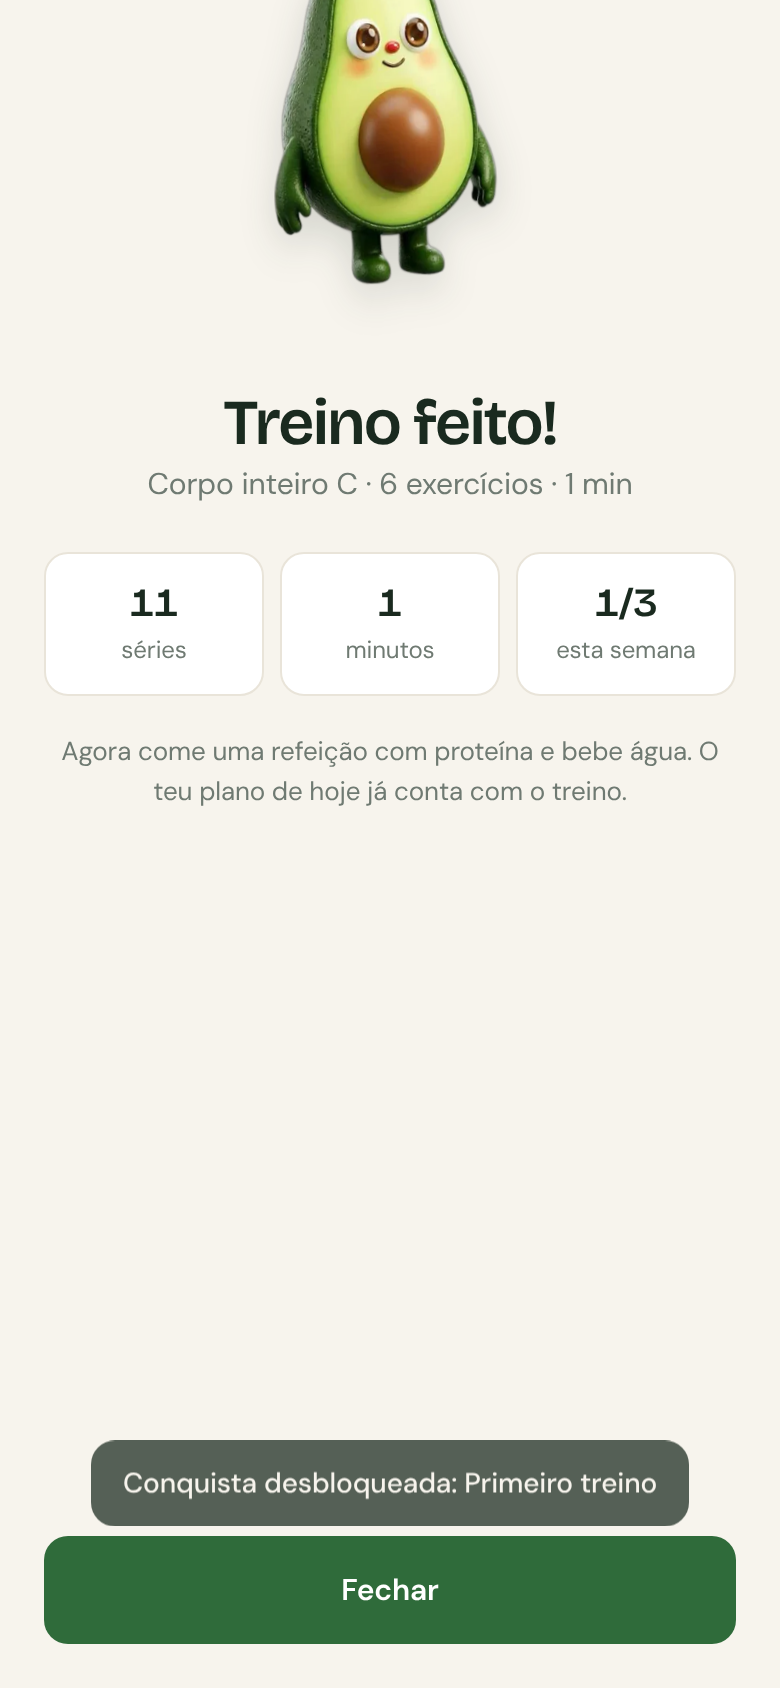 Treino feito!
Corpo inteiro C · 6 exercícios · 1 min
11
séries
1
minutos
1/3
esta semana
Agora come uma refeição com proteína e bebe água. O
teu plano de hoje já conta com o treino.
Conquista desbloqueada: Primeiro treino
Fechar